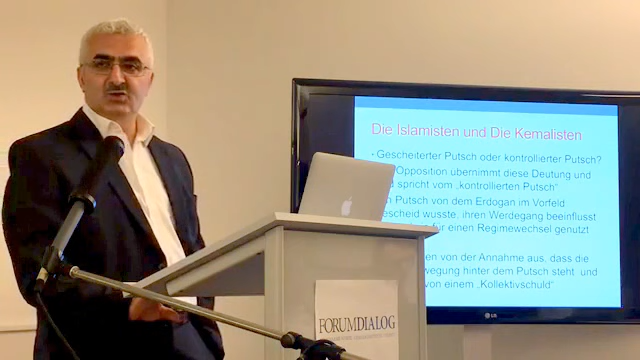 Die Islamisten und Die Kemalisten
Gescheiterter Putsch oder kontrollierter Putsch?
Opposition übernimmt diese Deutung und
spricht vom „kontrollierten Putsch"
Putsch von dem Erdogan im Vorfeld
wusste, ihren Werdegang beeinflusst
für einen Regimewechsel genutzt
von der Annahme aus, dass die
hinter dem Putsch steht und
von einem „Kollektivschuld"
FORUMDIALOG
LG